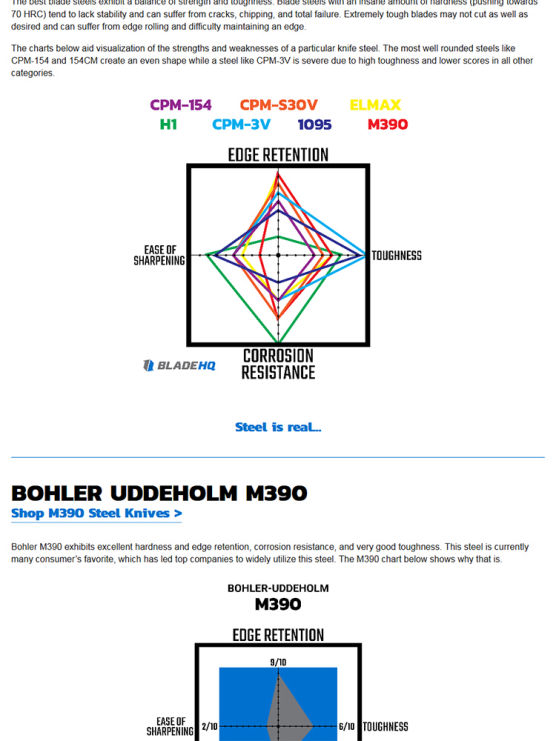 The best blade steels exhibit a balance of strength and toughness. Blade steels with an insane amount of hardness (pushing towards
70 HRC) tend to lack stability and can suffer from cracks, chipping, and total failure. Extremely tough blades may not cut as well as
desired and can suffer from edge rolling and difficulty maintaining an edge.
The charts below aid visualization of the strengths and weaknesses of a particular knife steel. The most well rounded steels like
CPM-154 and 154CM create an even shape while a steel like CPM-3V is severe due to high toughness and lower scores in all other
categories.
CPM-154 CPM-S30V ELMAX
H1 CPM-3V 1095 M390
EDGE RETENTION
EASE OF
SHARPENING
TOUGHNESS
CORROSION
RESISTANCE
BLADEHQ
Steel is real...
BOHLER UDDEHOLM M390
Shop M390 Steel Knives >
Bohler M390 exhibits excellent hardness and edge retention, corrosion resistance, and very good toughness. This steel is currently
many consumer's favorite, which has led top companies to widely utilize this steel. The M390 chart below shows why that is.
BOHLER-UDDEHOLM
M390
EDGE RETENTION
9/10
EASE OF
SHARPENING
2/10
6/10
TOUGHNESS